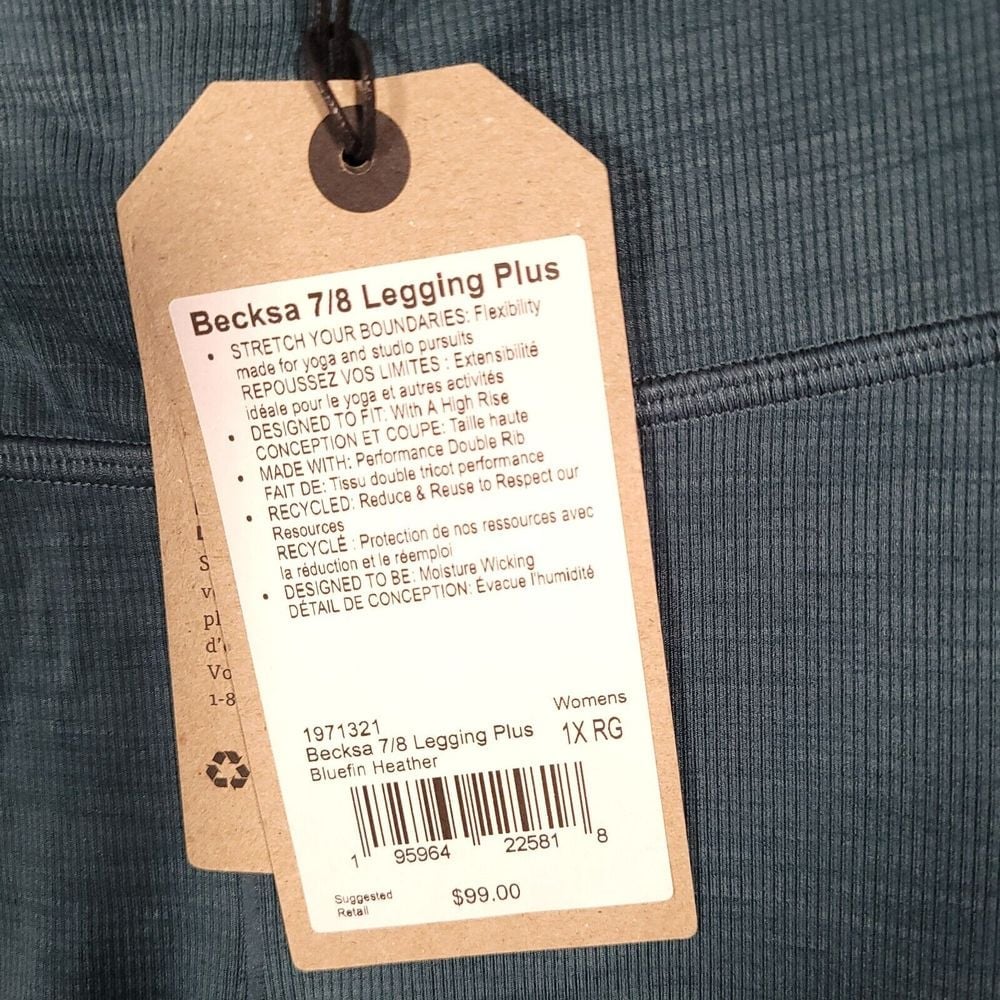 Becksa 7/8 Legging Plus
• STRETCH YOUR BOUNDARIES: Flexibility
made for yoga and studio pursuits
REPOUSSEZ VOS LIMITES : Extensibilité
idéale pour le yoga et autres activités
• DESIGNED TO FIT: With A High Rise
CONCEPTION ET COUPE: Taille haute
• MADE WITH: Performance Double Rib
FAIT DE: Tissu double tricot performance
• RECYCLED: Reduce & Reuse to Respect our
Resources
RECYCLÉ : Protection de nos ressources avec
la réduction et le réemploi
• DESIGNED TO BE: Moisture Wicking
DÉTAIL DE CONCEPTION: Évacue l'humidité
Womens
1971321
Becksa 7/8 Legging Plus 1X RG
Bluefin Heather
1 95964 22581 8
Suggested
Retail $99.00
1-8